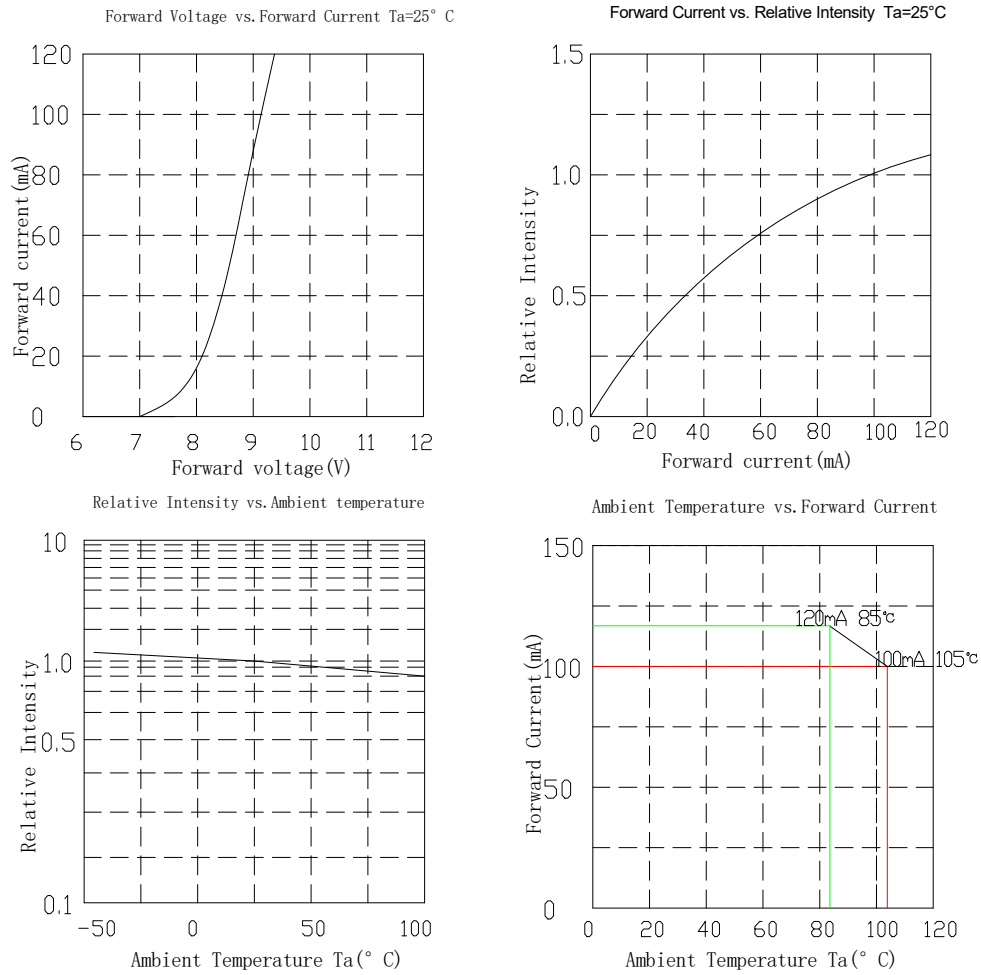 Forward Voltage vs.Forward Current Ta=25° C
120
100
80
60
40
20
0
Forward current(mA)
6 7 8 9 10 11 12
Forward voltage(V)
Forward Current vs. Relative Intensity Ta=25°C
1.5
1.0
0.5
0.0
Relative Intensity
0 20 40 60 80 100 120
Forward current(mA)
Relative Intensity vs.Ambient temperature
10
1.0
0.5
0.1
Relative Intensity
-50 0 50 100
Ambient Temperature Ta(° C)
Ambient Temperature vs.Forward Current
150
100
50
0
Forward Current(mA)
120mA 85℃
100mA 105℃
0 20 40 60 80 100 120
Ambient Temperature Ta(° C)